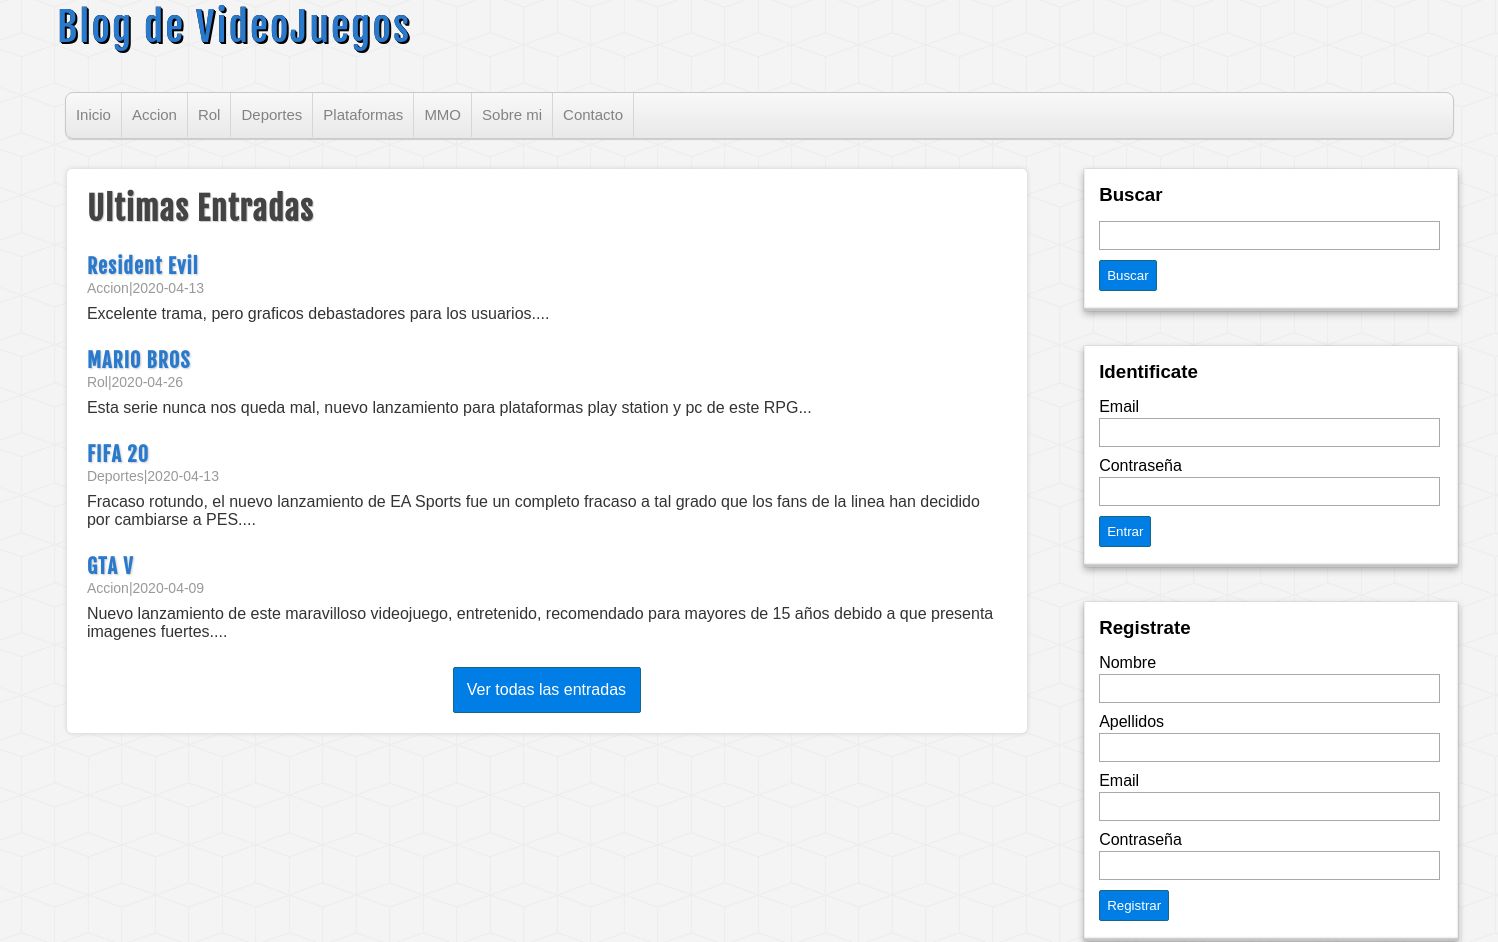 Blog de VideoJuegos
Inicio Accion Rol Deportes Plataformas MMO Sobre mi Contacto
Ultimas Entradas
Resident Evil
Accion|2020-04-13
Excelente trama, pero graficos debastadores para los usuarios....
MARIO BROS
Rol|2020-04-26
Esta serie nunca nos queda mal, nuevo lanzamiento para plataformas play station y pc de este RPG...
FIFA 20
Deportes|2020-04-13
Fracaso rotundo, el nuevo lanzamiento de EA Sports fue un completo fracaso a tal grado que los fans de la linea han decidido
por cambiarse a PES....
GTA V
Accion|2020-04-09
Nuevo lanzamiento de este maravilloso videojuego, entretenido, recomendado para mayores de 15 años debido a que presenta
imagenes fuertes....
Ver todas las entradas
Buscar
Buscar
Identificate
Email
Contraseña
Entrar
Registrate
Nombre
Apellidos
Email
Contraseña
Registrar